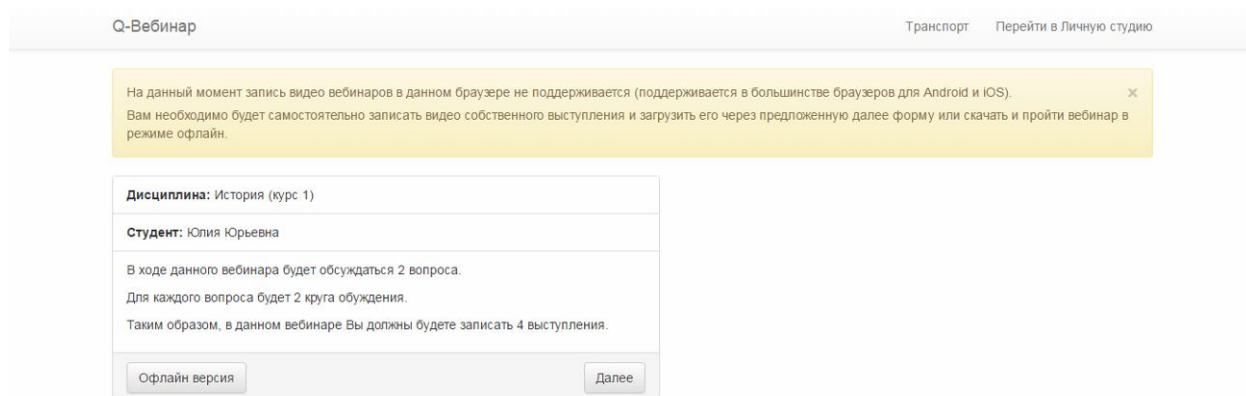 Q-Вебинар
Транспорт Перейти в Личную студию
На данный момент запись видео вебинаров в данном браузере не поддерживается (поддерживается в большинстве браузеров для Android и iOS).
×
Вам необходимо будет самостоятельно записать видео собственного выступления и загрузить его через предложенную далее форму или скачать и пройти вебинар в
режиме офлайн.
Дисциплина: История (курс 1)
Студент: Юлия Юрьевна
В ходе данного вебинара будет обсуждаться 2 вопроса.
Для каждого вопроса будет 2 круга обуждения.
Таким образом, в данном вебинаре Вы должны будете записать 4 выступления.
Офлайн версия
Далее